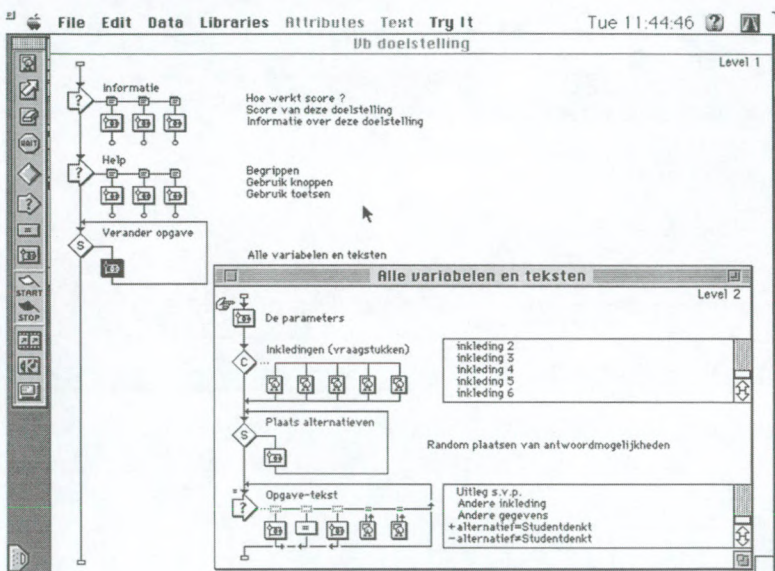 File Edit Data Libraries Attributes Text Try It Tue 11:44:46 ?
Vb doelstelling
Level 1
Informatie
?
Hoe werkt score ?
Score van deze doelstelling
Informatie over deze doelstelling
Help
?
Begrippen
Gebruik knoppen
Gebruik toetsen
Verander opgave
S
Alle variabelen en teksten
WAIT
?
=
START
STOP
Alle variabelen en teksten
Level 2
De parameters
Inkledingen (vraagstukken)
C
inkleding 2
inkleding 3
inkleding 4
inkleding 5
inkleding 6
Plaats alternatieven
S
Random plaatsen van antwoordmogelijkheden
Opgave-tekst
?
=
Uitleg s.v.p.
Andere inkleding
Andere gegevens
+alternatief=Studentdenkt
-alternatief≠Studentdenkt